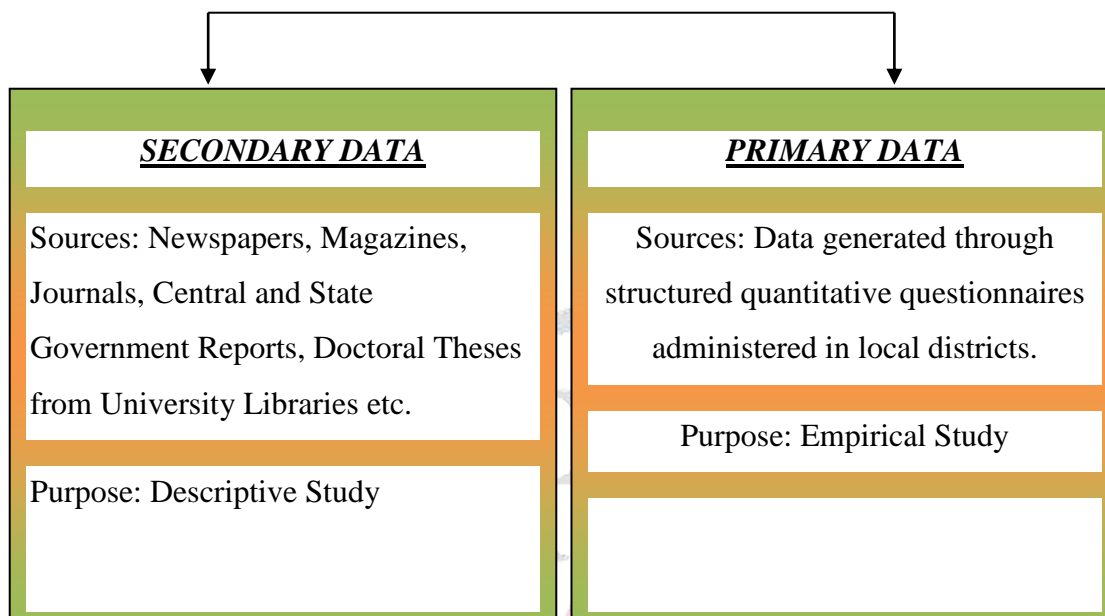 SECONDARY DATA
Sources: Newspapers, Magazines,
Journals, Central and State
Government Reports, Doctoral Theses
from University Libraries etc.
Purpose: Descriptive Study
PRIMARY DATA
Sources: Data generated through
structured quantitative questionnaires
administered in local districts.
Purpose: Empirical Study